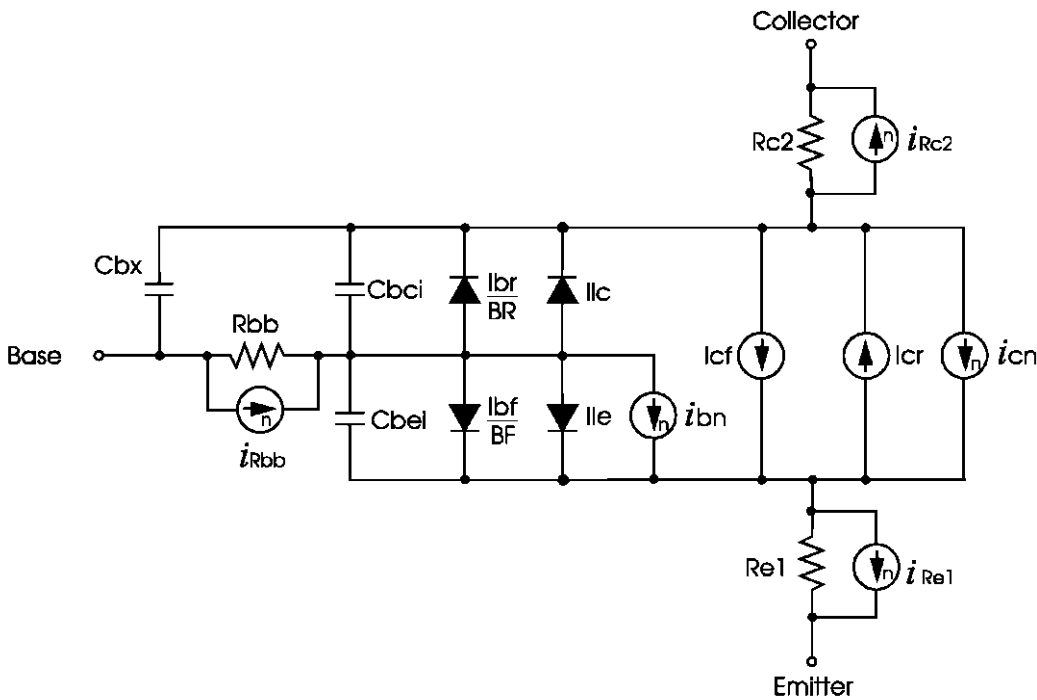 Collector
Rc2
n
iRc2
Cbx
Cbci
Ibr
BR
Ilc
Rbb
Base
n
iRbb
Cbei
Ibf
BF
Ile
n
ibn
Icf
Icr
n
icn
Re1
n
iRe1
Emitter